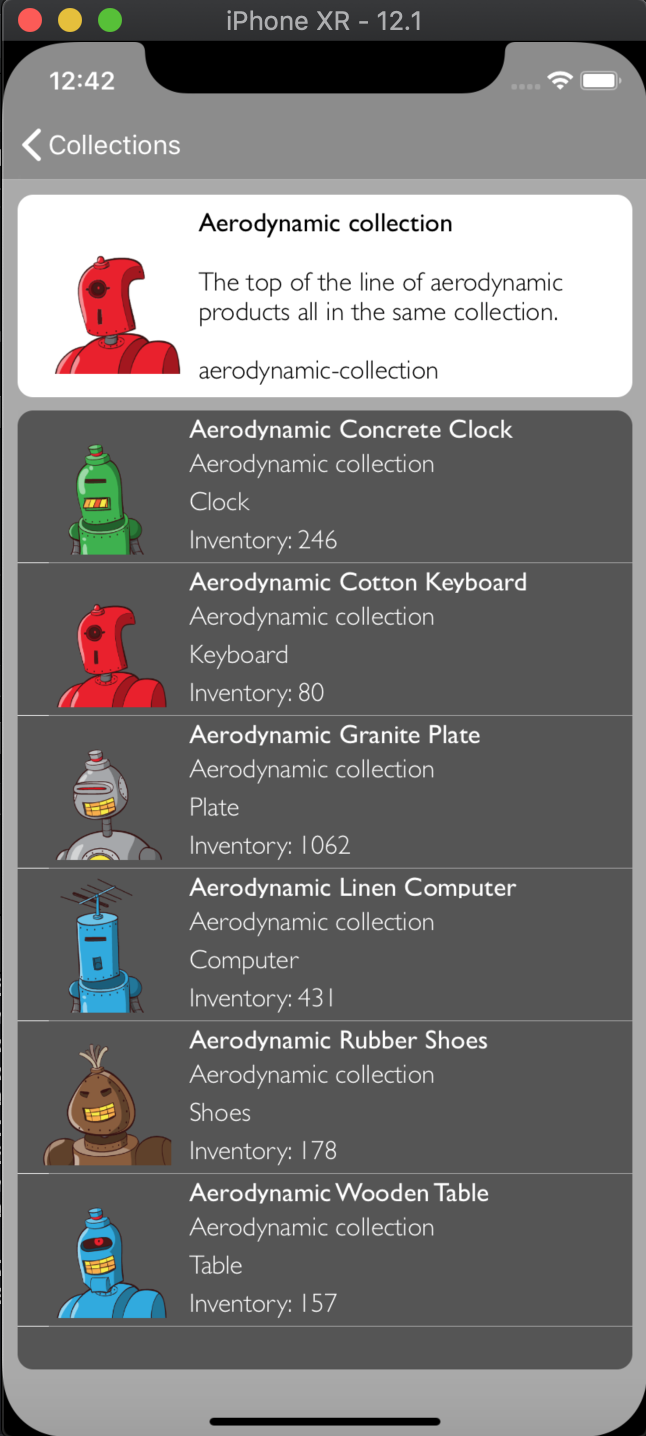 iPhone XR - 12.1
12:42
Collections
Aerodynamic collection
The top of the line of aerodynamic
products all in the same collection.
aerodynamic-collection
Aerodynamic Concrete Clock
Aerodynamic collection
Clock
Inventory: 246
Aerodynamic Cotton Keyboard
Aerodynamic collection
Keyboard
Inventory: 80
Aerodynamic Granite Plate
Aerodynamic collection
Plate
Inventory: 1062
Aerodynamic Linen Computer
Aerodynamic collection
Computer
Inventory: 431
Aerodynamic Rubber Shoes
Aerodynamic collection
Shoes
Inventory: 178
Aerodynamic Wooden Table
Aerodynamic collection
Table
Inventory: 157